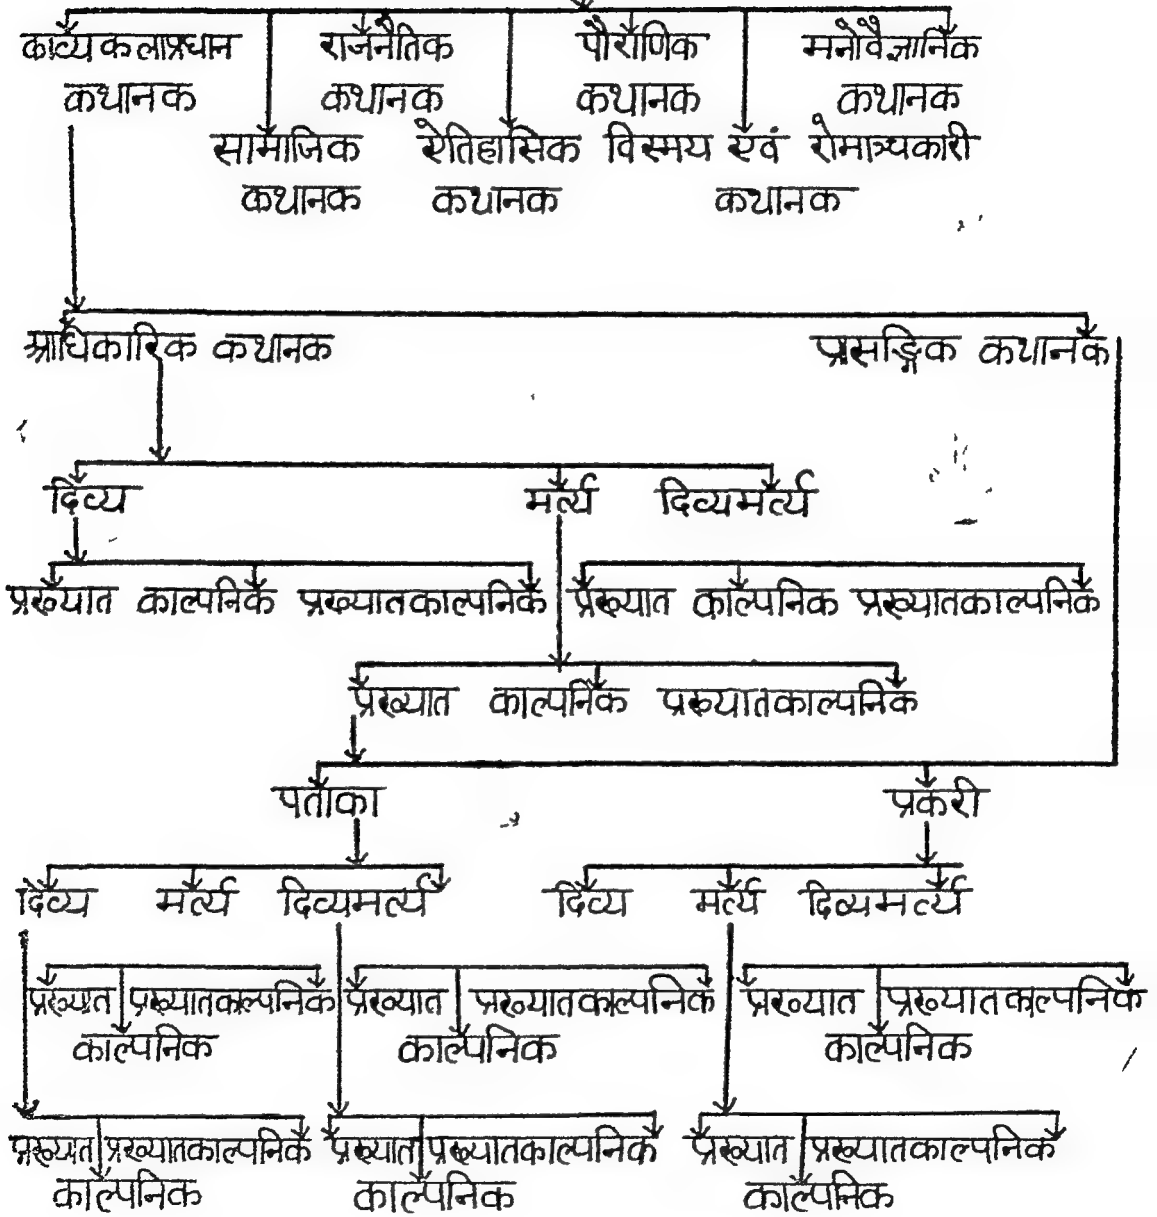 काव्यकलाप्रधान राजनैतिक पौराणिक मनोवैज्ञानिक
कथानक कथानक कथानक कथानक
सामाजिक ऐतिहासिक विस्मय एवं रोमाञ्चकारी
कथानक कथानक कथानक
आधिकारिक कथानक प्रसङ्गिक कथानक
दिव्य मर्त्य दिव्यमर्त्य
प्रख्यात काल्पनिक प्रख्यातकाल्पनिक प्रख्यात काल्पनिक प्रख्यातकाल्पनिक
प्रख्यात काल्पनिक प्रख्यातकाल्पनिक
पताका प्रकरी
दिव्य मर्त्य दिव्यमर्त्य दिव्य मर्त्य दिव्यमर्त्य
प्रख्यात प्रख्यातकाल्पनिक प्रख्यात प्रख्यातकाल्पनिक प्रख्यात प्रख्यातकाल्पनिक
काल्पनिक काल्पनिक काल्पनिक
प्रख्यात प्रख्यातकाल्पनिक प्रख्यात प्रख्यातकाल्पनिक प्रख्यात प्रख्यातकाल्पनिक
काल्पनिक काल्पनिक काल्पनिक